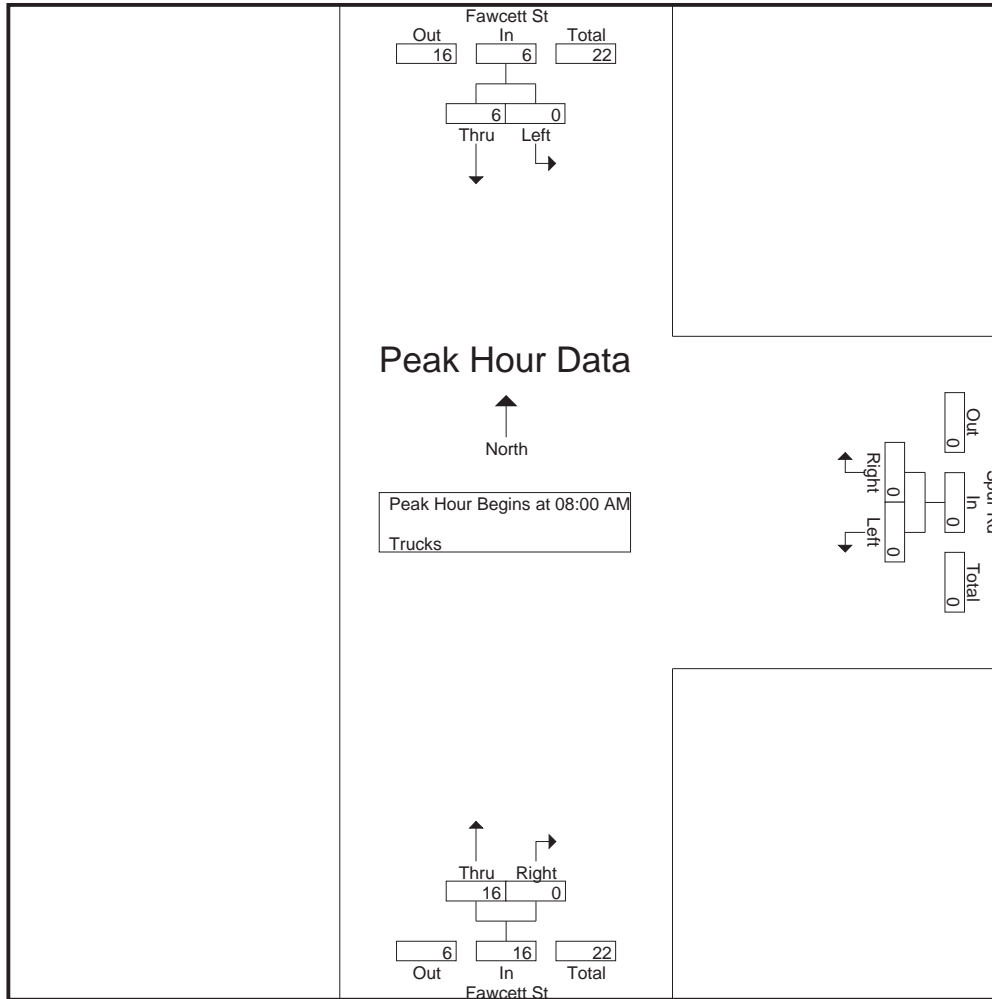 Fawcett St
Out In Total
16 6 22
6 0
Thru Left
Peak Hour Data
North
Peak Hour Begins at 08:00 AM
Trucks
Out
0
Right
0
In
0
Left
0
Total
0
Thru Right
16 0
6 16 22
Out In Total
Fawcett St